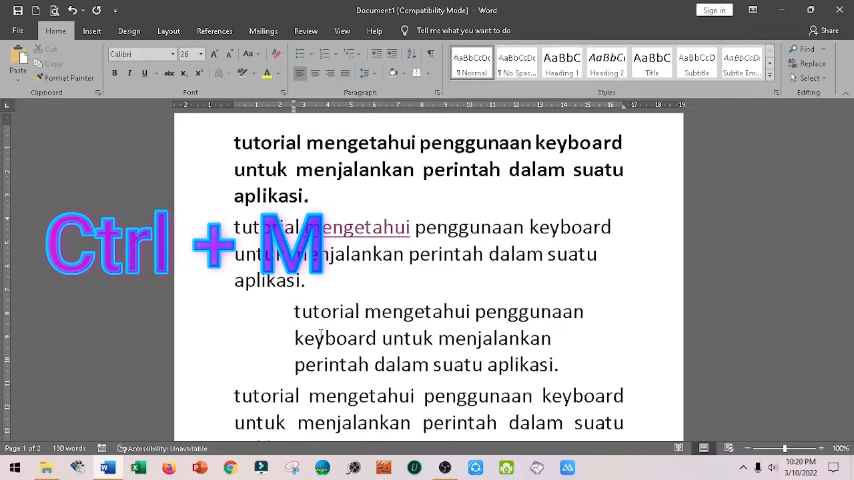 Document1 [Compatibility Mode] - Word
Sign in
File Home Insert Design Layout References Mailings Review View Help Tell me what you want to do Share
Paste
Cut
Copy
Format Painter
Calibri 26
¶ Normal
¶ No Spac...
Heading 1
Heading 2
Title
Subtitle
Subtle Em...
Find
Replace
Select
Clipboard Font Paragraph Styles Editing
tutorial mengetahui penggunaan keyboard
untuk menjalankan perintah dalam suatu
aplikasi.
tutorial mengetahui penggunaan keyboard
untuk menjalankan perintah dalam suatu
aplikasi.
Ctrl + M
tutorial mengetahui penggunaan
keyboard untuk menjalankan
perintah dalam suatu aplikasi.
tutorial mengetahui penggunaan keyboard
untuk menjalankan perintah dalam suatu
Page 1 of 2 130 words Accessibility: Unavailable 100%
10:20 PM
3/10/2022